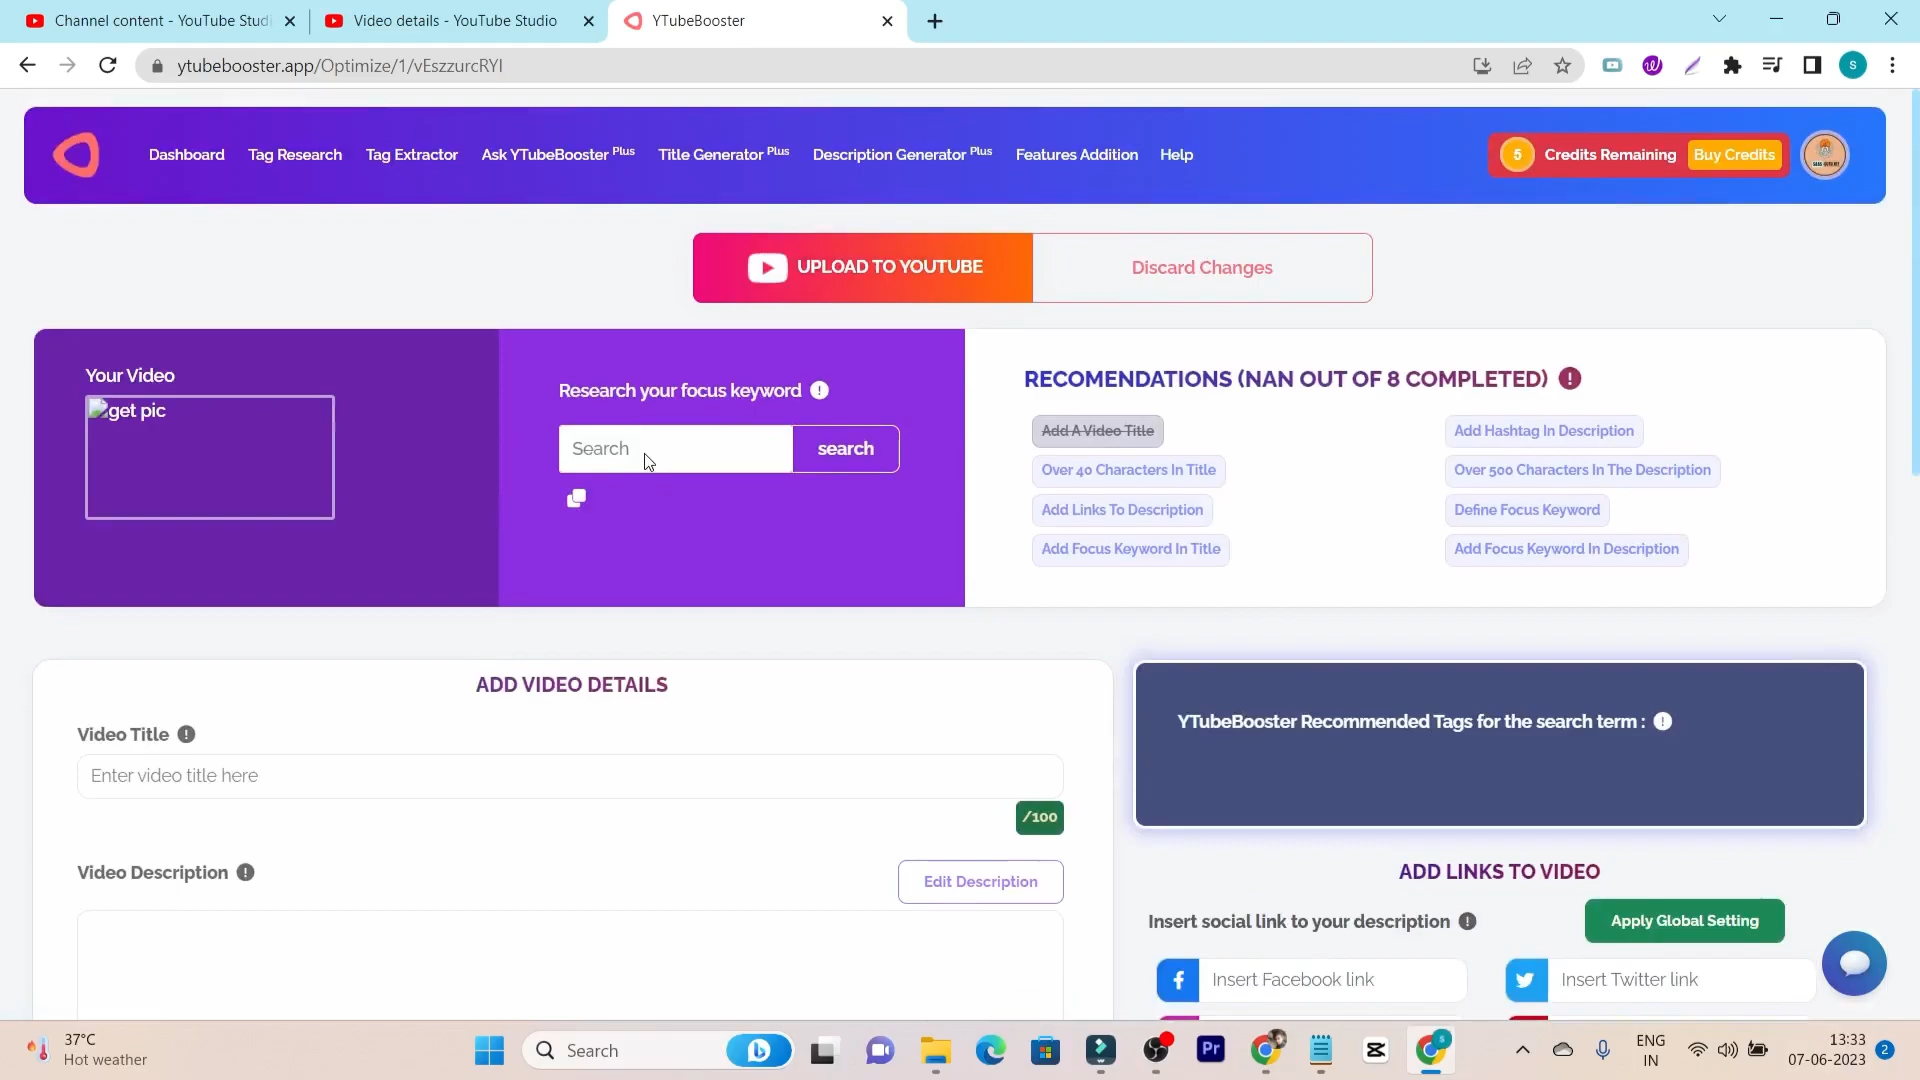 Channel content - YouTube Studi
Video details - YouTube Studio
YTubeBooster
ytubebooster.app/Optimize/1/vEszzurcRYI
S
Dashboard
Tag Research
Tag Extractor
Ask YTubeBooster Plus
Title Generator Plus
Description Generator Plus
Features Addition
Help
5
Credits Remaining
Buy Credits
UPLOAD TO YOUTUBE
Discard Changes
Your Video
get pic
Research your focus keyword
Search
search
RECOMENDATIONS (NAN OUT OF 8 COMPLETED)
Add A Video Title
Add Hashtag In Description
Over 40 Characters In Title
Over 500 Characters In The Description
Add Links To Description
Define Focus Keyword
Add Focus Keyword In Title
Add Focus Keyword In Description
ADD VIDEO DETAILS
Video Title
Enter video title here
/100
Video Description
Edit Description
YTubeBooster Recommended Tags for the search term :
ADD LINKS TO VIDEO
Insert social link to your description
Apply Global Setting
Insert Facebook link
Insert Twitter link
37°C
Hot weather
Search
Pr
ENG
IN
13:33
07-06-2023
2